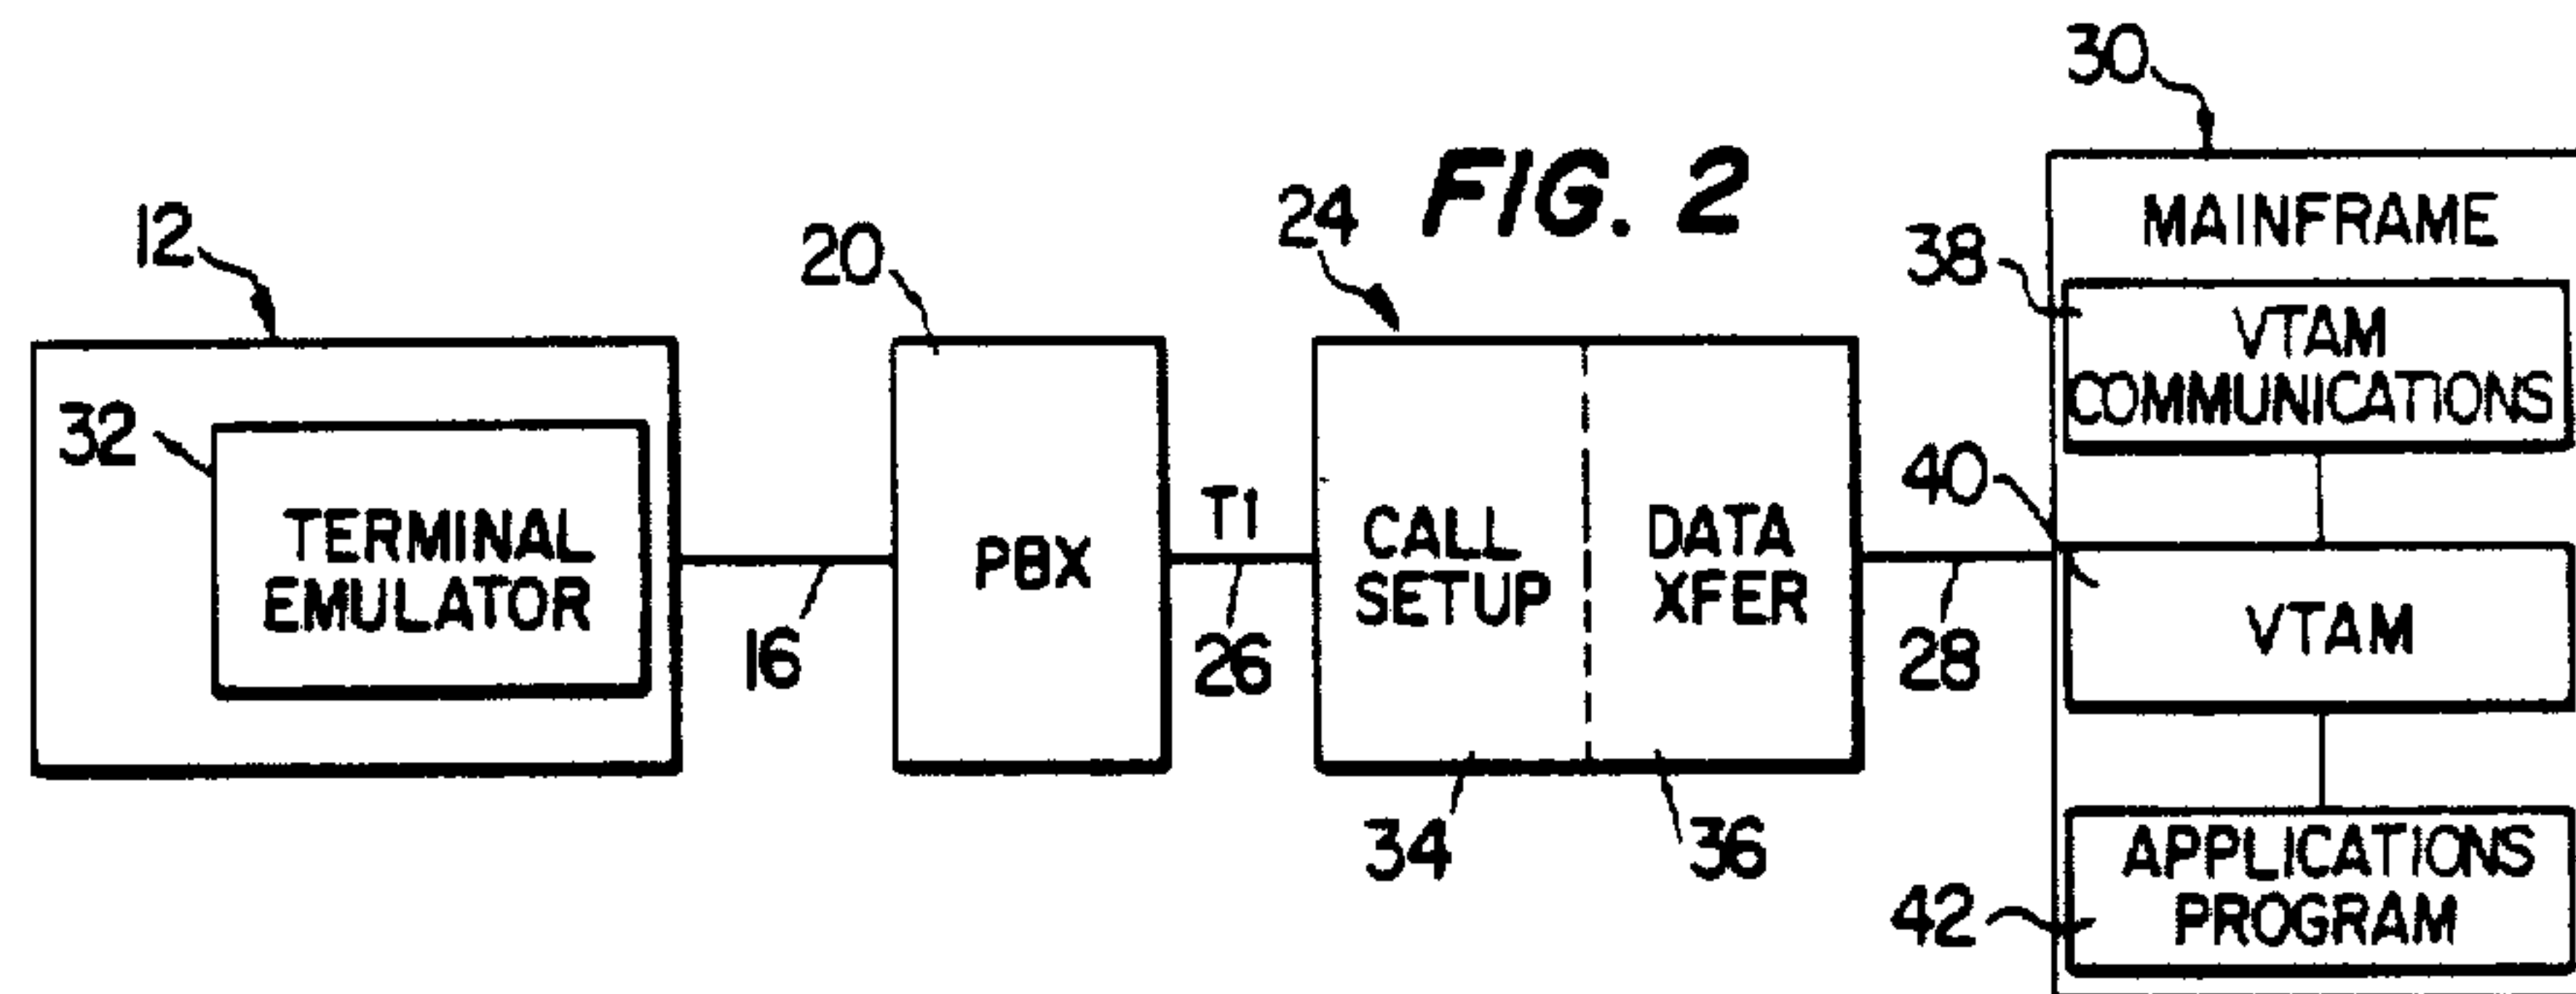 FIG. 2
12
32
TERMINAL
EMULATOR
16
20
PBX
T1
26
24
CALL
SETUP
DATA
XFER
34
36
28
30
MAINFRAME
38
VTAM
COMMUNICATIONS
40
VTAM
42
APPLICATIONS
PROGRAM